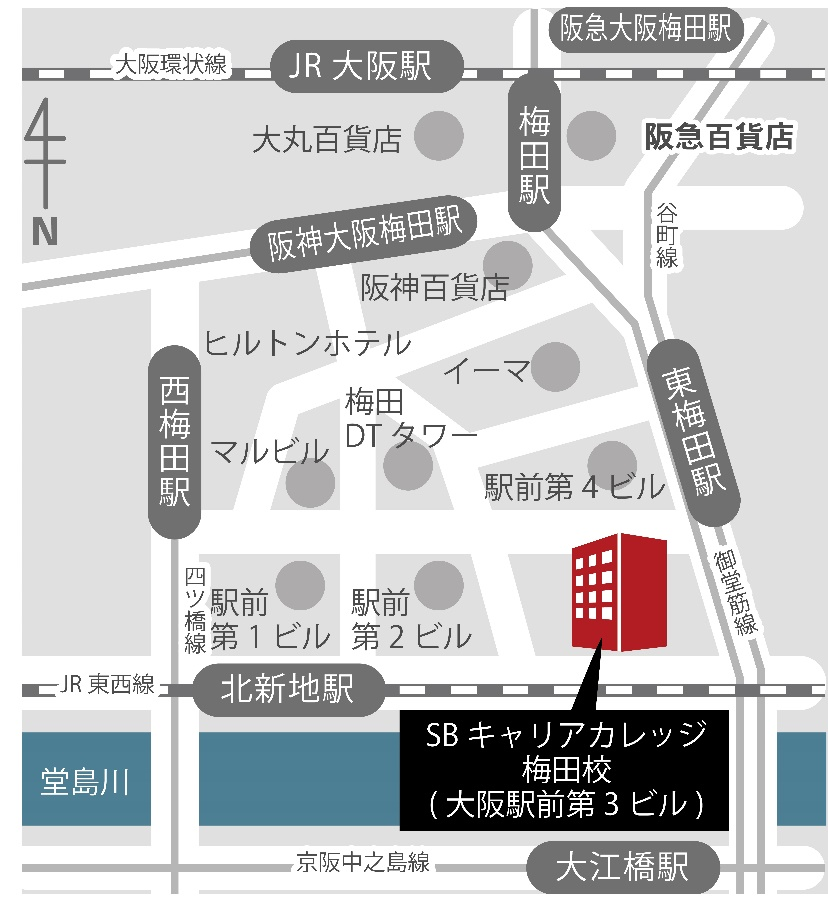 阪急大阪梅田駅
大阪環状線
JR 大阪駅
梅田駅
大丸百貨店
阪急百貨店
N
阪神大阪梅田駅
谷町線
阪神百貨店
ヒルトンホテル
イーマ
西梅田駅
梅田
DT タワー
東梅田駅
マルビル
駅前第 4 ビル
御堂筋線
四ツ橋線
駅前
第 1 ビル
駅前
第 2 ビル
JR 東西線
北新地駅
SB キャリアカレッジ
梅田校
( 大阪駅前第 3 ビル )
堂島川
京阪中之島線
大江橋駅